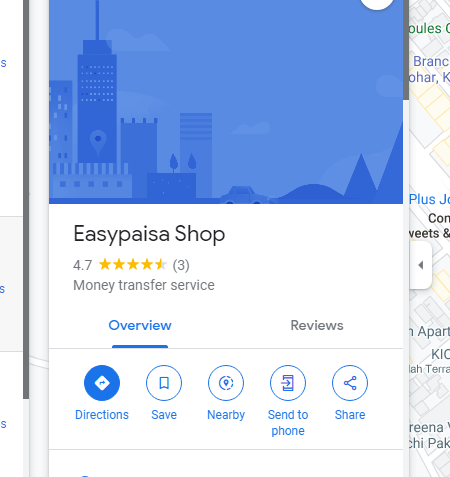 Easypaisa Shop
4.7 (3)
Money transfer service
Overview Reviews
Directions Save Nearby Send to phone Share
oules
Branc
ohar, K
Plus Jo
Con
weets &
n Apart
KIC
lah Terra
reena
chi Pak